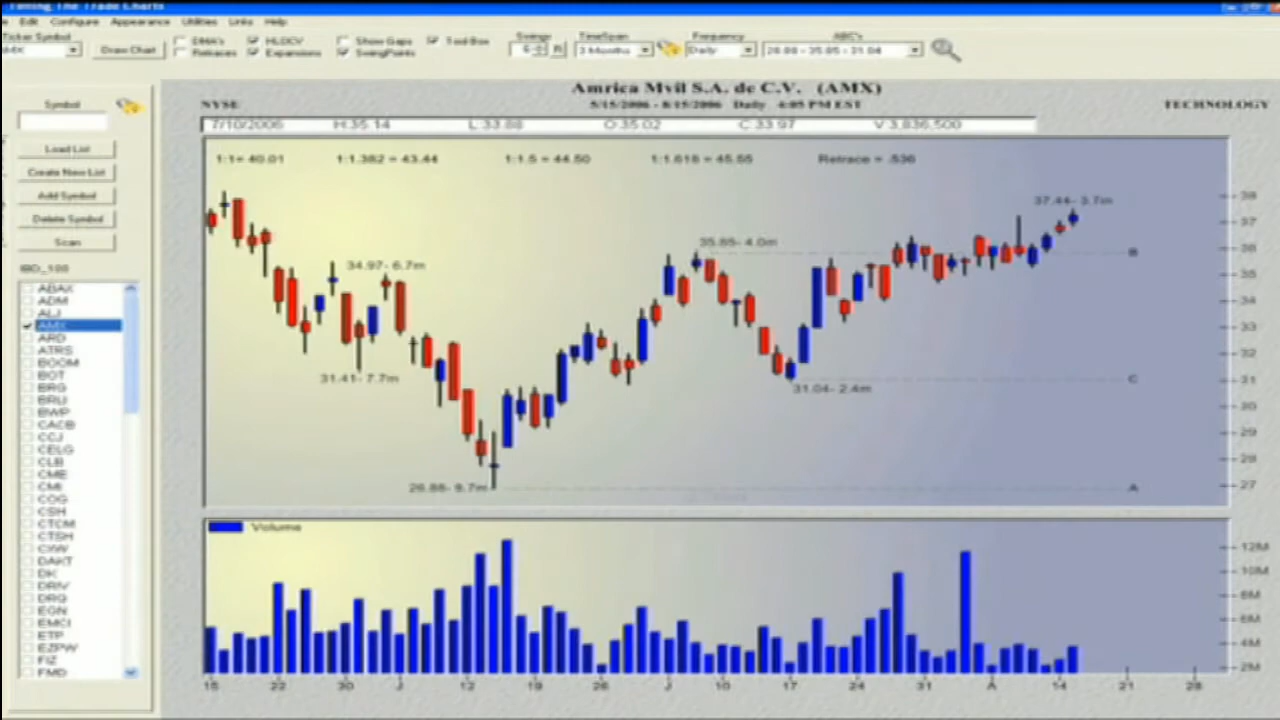 Timing The Trade Charts
Edit Configure Appearance Utilities Links Help
Ticker Symbol
AMX
Draw Chart
DMA's
HLOCV
Show Gaps
Tool Box
Retraces
Expansions
SwingPoints
Swings
TimeSpan
3 Months
Frequency
Daily
ABC's
26.88 - 35.85 - 31.04
Amrica Mvil S.A. de C.V. (AMX)
NYSE
5/15/2006 - 8/15/2006 Daily 4:05 PM EST
TECHNOLOGY
7/10/2006 H:35.14 L:33.88 O:35.02 C:33.97 V:3,836,500
1:1= 40.01 1:1.382 = 43.44 1:1.5 = 44.50 1:1.618 = 45.55 Retrace = .536
Symbol
Load List
Create New List
Add Symbol
Delete Symbol
Scan
IBD_100
ABAX
ADM
ALJ
AMX
ARD
ATRS
BOOM
BOT
BRG
BRLI
BWP
CACB
CCJ
CELG
CLB
CME
CMI
COG
CSH
CTCM
CTSH
CXW
DAKT
DK
DRIV
DRQ
EGN
EMCI
ETP
EZPW
FIZ
FMD
37.44- 3.7m
35.85- 4.0m
34.97- 6.7m
31.41- 7.7m
31.04- 2.4m
26.88- 9.7m
B
C
A
38
37
36
35
34
33
32
31
30
29
28
27
Volume
12M
10M
8M
6M
4M
2M
15 22 30 J 12 19 26 J 10 17 24 31 A 14 21 28